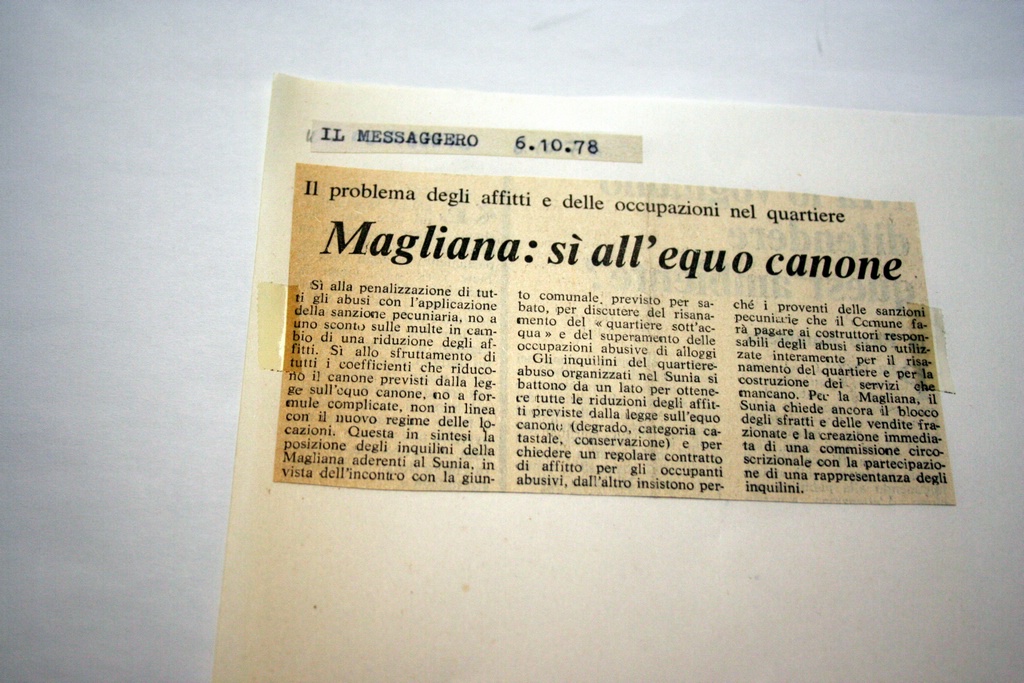 IL MESSAGGERO 6.10.78
Il problema degli affitti e delle occupazioni nel quartiere
Magliana: sì all'equo canone
Sì alla penalizzazione di tut-
ti gli abusi con l'applicazione
della sanzione pecuniaria, no a
uno sconto sulle multe in cam-
bio di una riduzione degli af-
fitti. Sì allo sfruttamento di
tutti i coefficienti che riduco-
no il canone previsti dalla leg-
ge sull'equo canone, no a for-
mule complicate, non in linea
con il nuovo regime delle lo-
cazioni. Questa in sintesi la
posizione degli inquilini della
Magliana aderenti al Sunia, in
vista dell'incontro con la giun-
to comunale, previsto per sa-
bato, per discutere del risana-
mento del « quartiere sott'ac-
qua » e del superamento delle
occupazioni abusive di alloggi
Gli inquilini del quartiere-
abuso organizzati nel Sunia si
battono da un lato per ottene-
re tutte le riduzioni degli affit-
ti previste dalla legge sull'equo
canone (degrado, categoria ca-
tastale, conservazione) e per
chiedere un regolare contratto
di affitto per gli occupanti
abusivi, dall'altro insistono per-
ché i proventi delle sanzioni
pecuniarie che il Comune fa-
rà pagare ai costruttori respon-
sabili degli abusi siano utiliz-
zate interamente per il risa-
namento del quartiere e per la
costruzione dei servizi che
mancano. Per la Magliana, il
Sunia chiede ancora il blocco
degli sfratti e delle vendite fra-
zionate e la creazione immedia-
ta di una commissione circo-
scrizionale con la partecipazio-
ne di una rappresentanza degli
inquilini.